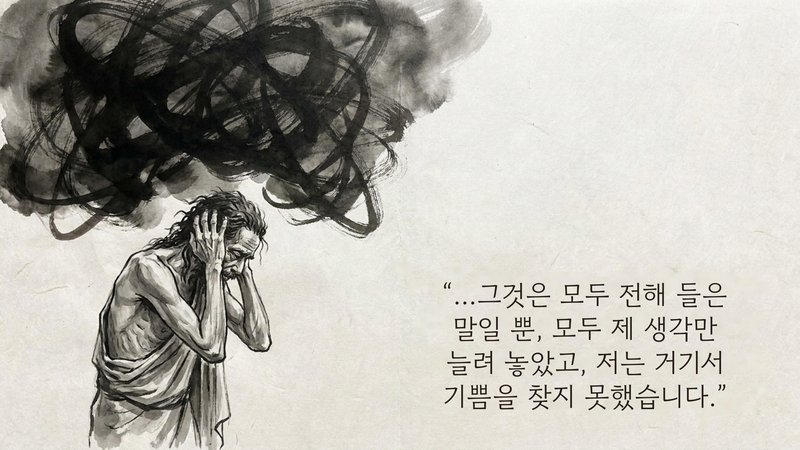 “...그것은 모두 전해 들은
말일 뿐, 모두 제 생각만
늘려 놓았고, 저는 거기서
기쁨을 찾지 못했습니다.”